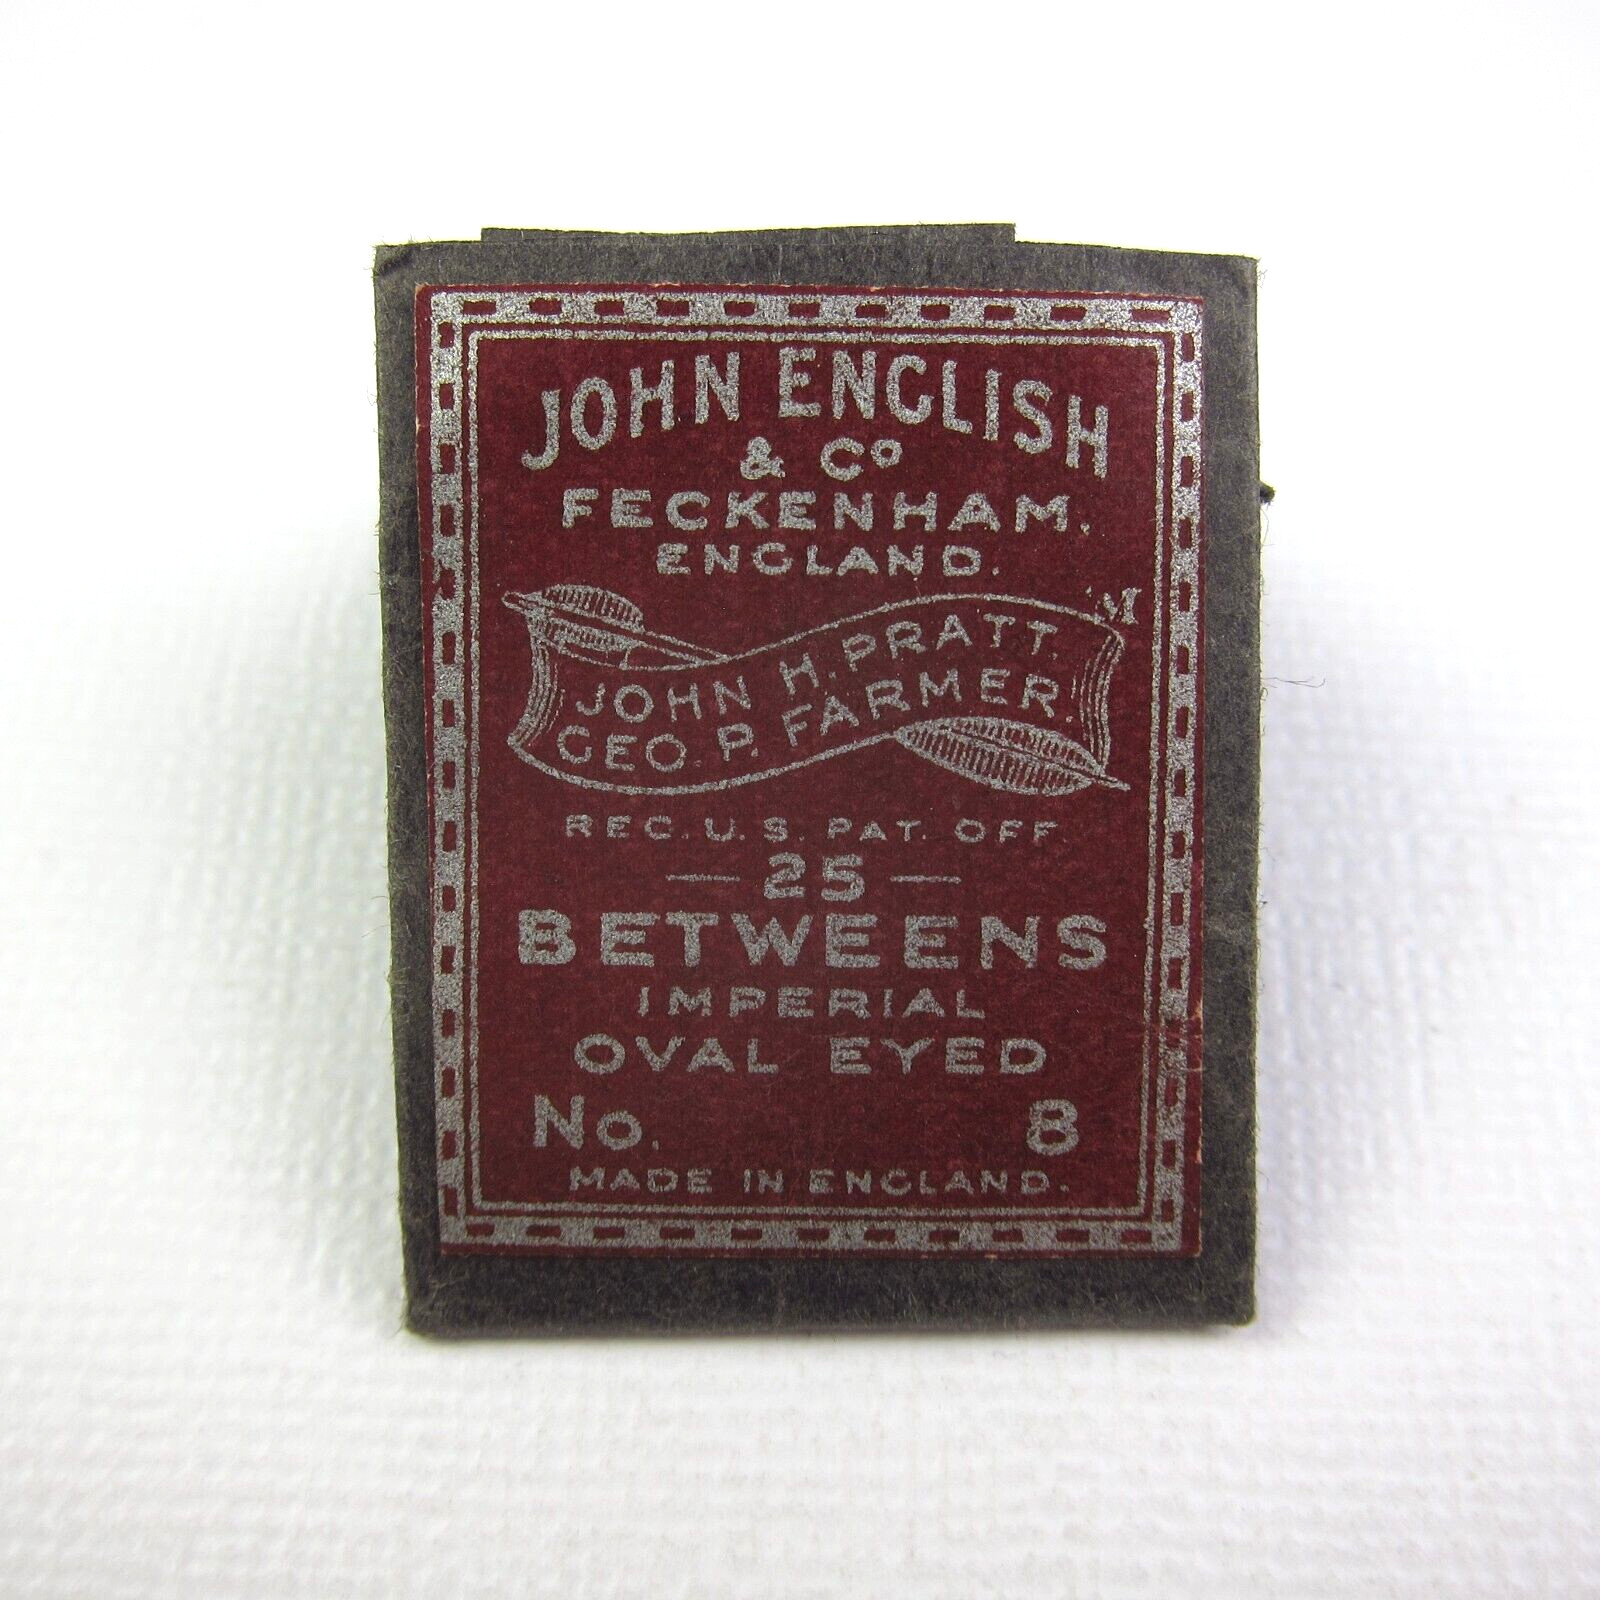 JOHN ENGLISH
& Co
FECKENHAM.
ENGLAND.
M
JOHN H. PRATT.
GEO. P. FARMER.
REG. U. S. PAT. OFF
— 25 —
BETWEENS
IMPERIAL
OVAL EYED
No. 8
MADE IN ENGLAND.